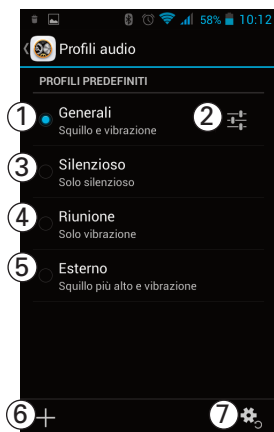 58% 10:12
Profili audio
PROFILI PREDEFINITI
1 Generali 2
Squillo e vibrazione
3 Silenzioso
Solo silenzioso
4 Riunione
Solo vibrazione
5 Esterno
Squillo più alto e vibrazione
6 7